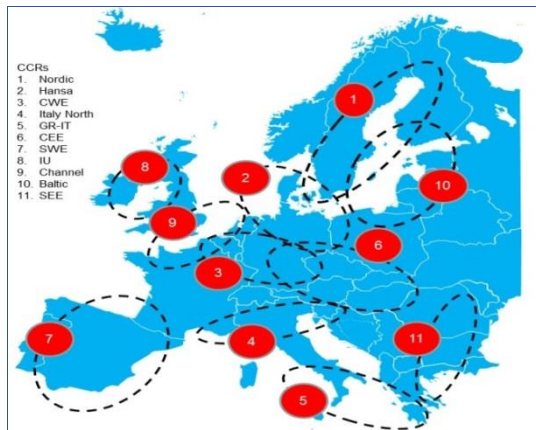 CCRs
1. Nordic
2. Hansa
3. CWE
4. Italy North
5. GR-IT
6. CEE
7. SWE
8. IU
9. Channel
10. Baltic
11. SEE
1
8
2
10
9
6
3
7
4
11
5